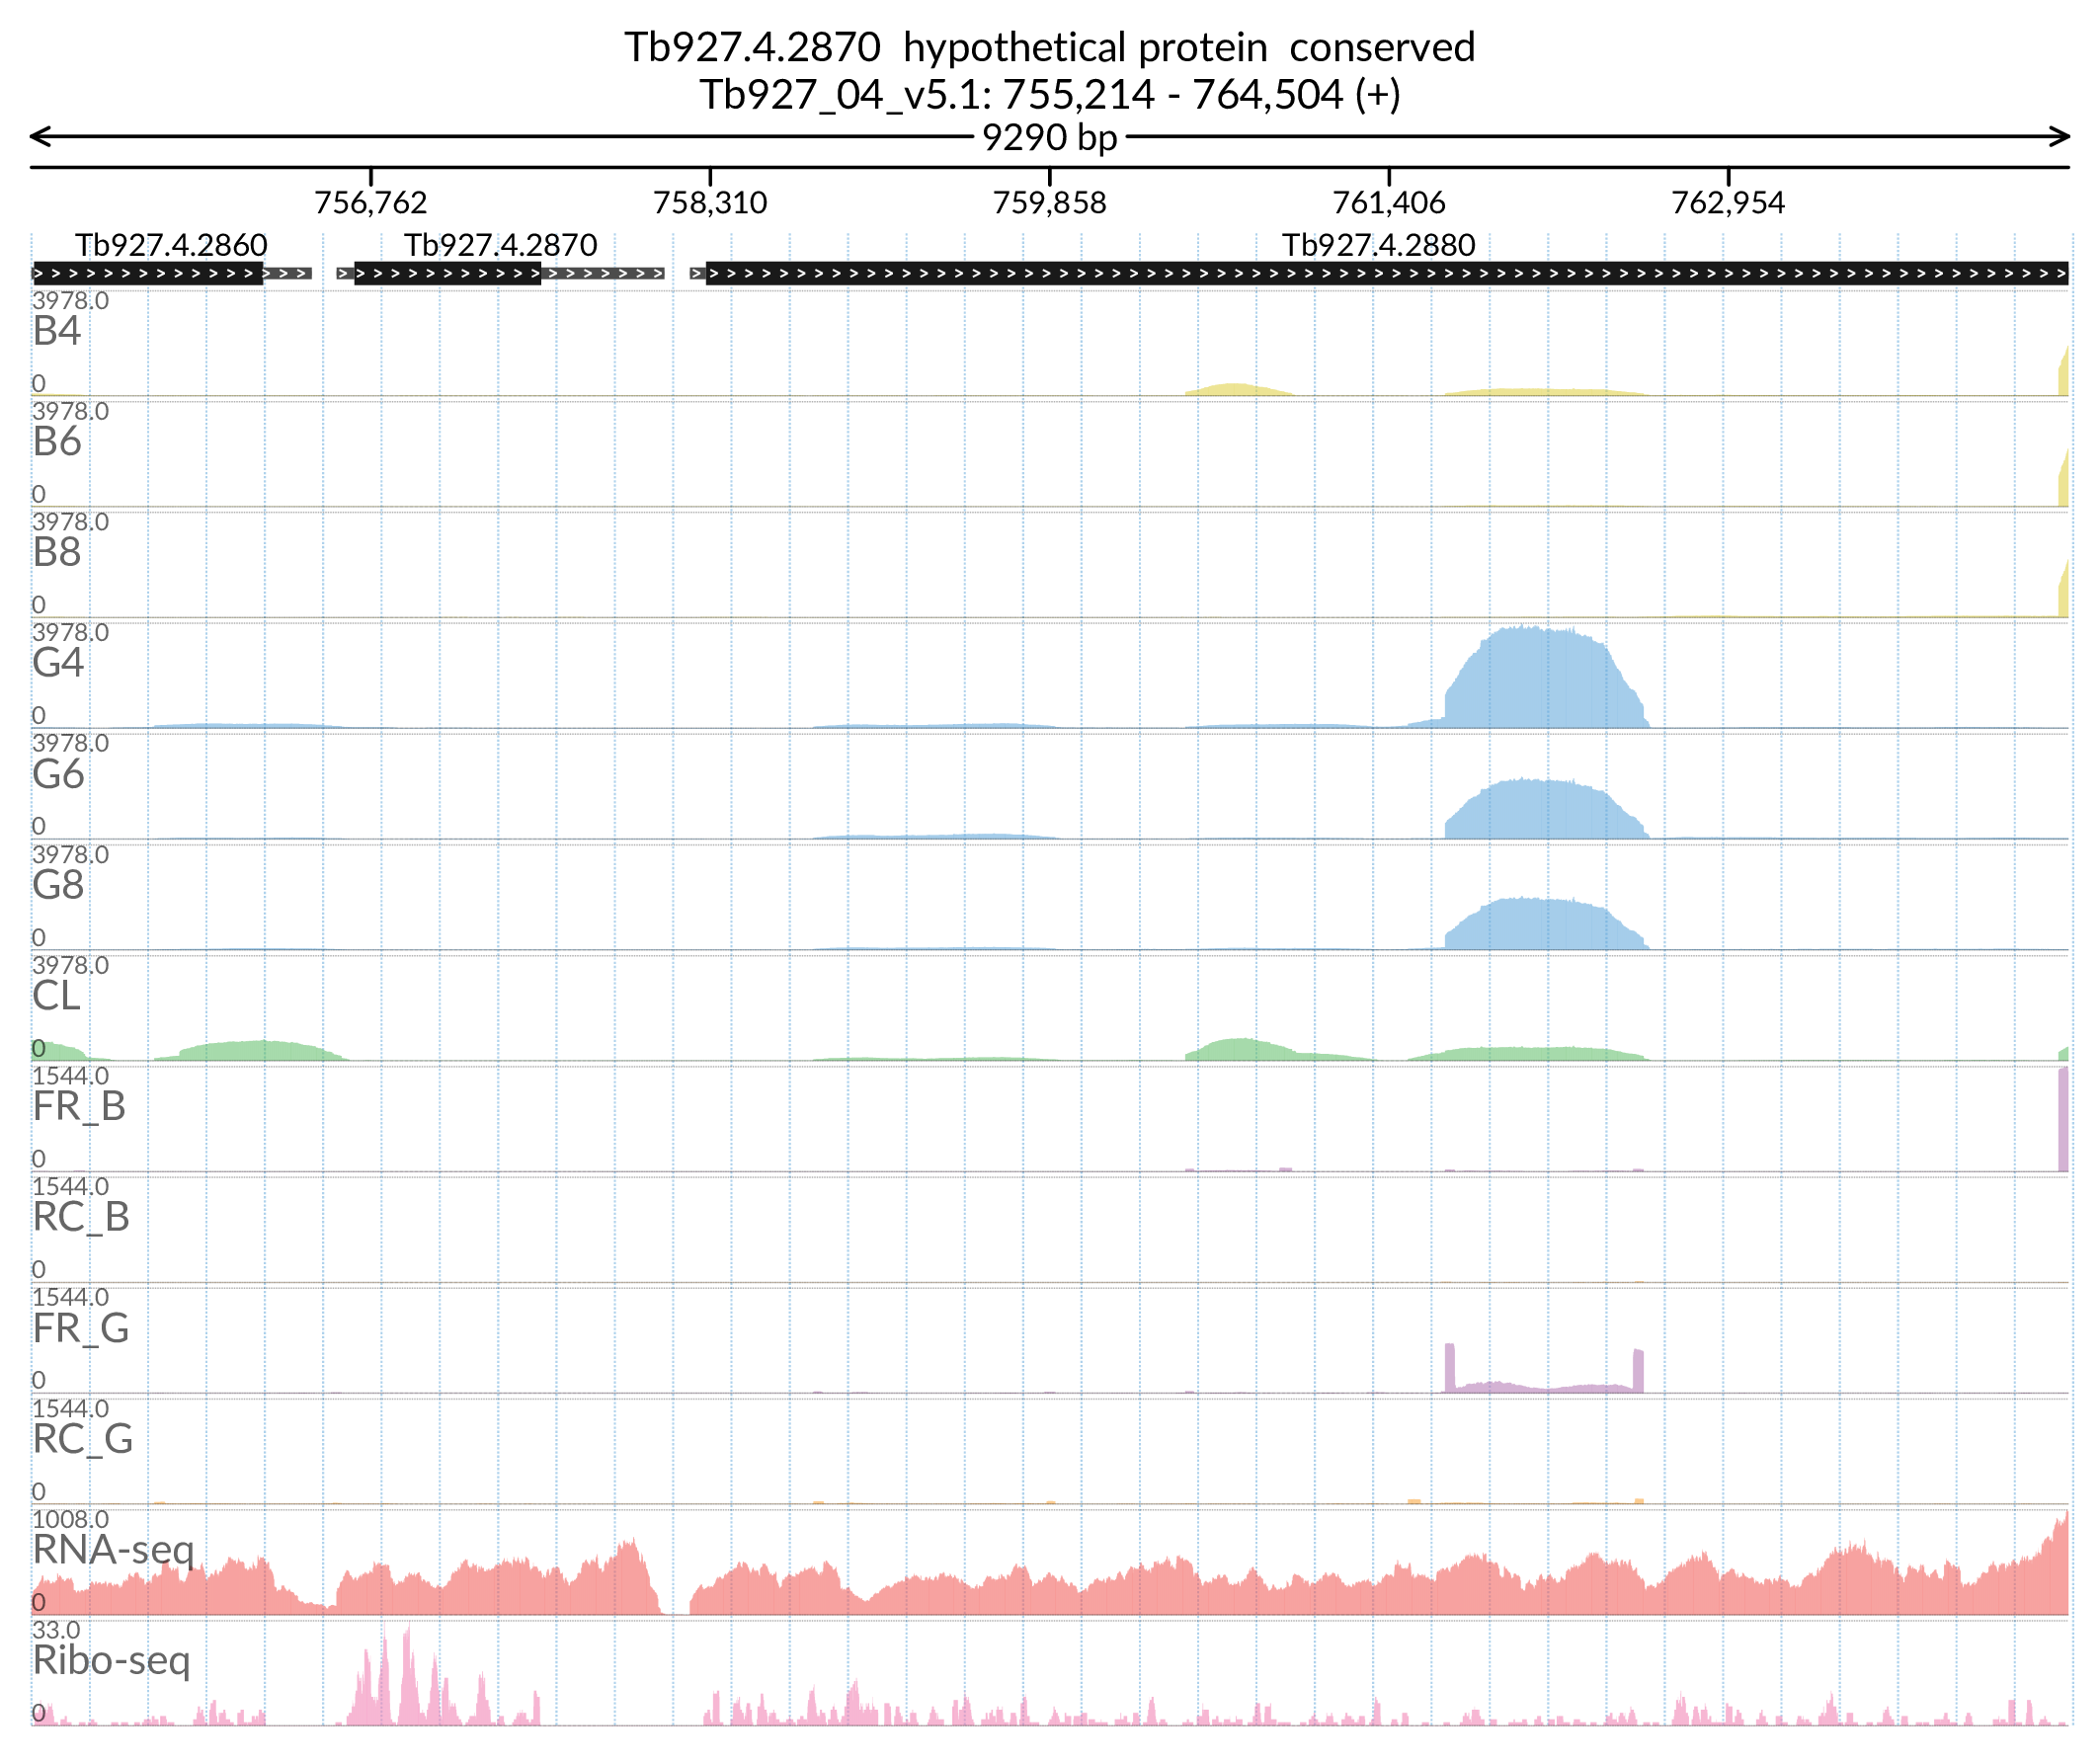 Tb927.4.2870 hypothetical protein conserved
Tb927_04_v5.1: 755,214 - 764,504 (+)
9290 bp
756,762 758,310 759,858 761,406 762,954
Tb927.4.2860 Tb927.4.2870 Tb927.4.2880
3978.0
B4
0
3978.0
B6
0
3978.0
B8
0
3978.0
G4
0
3978.0
G6
0
3978.0
G8
0
3978.0
CL
0
1544.0
FR_B
0
1544.0
RC_B
0
1544.0
FR_G
0
1544.0
RC_G
0
1008.0
RNA-seq
0
33.0
Ribo-seq
0